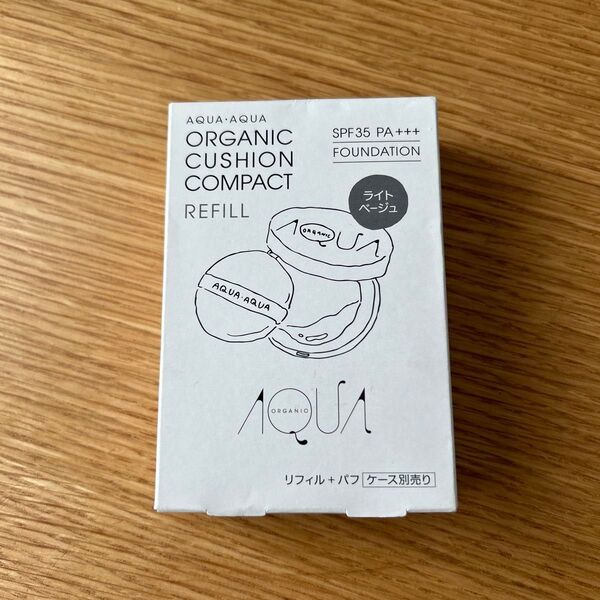 AQUA·AQUA
ORGANIC
CUSHION
COMPACT
REFILL
SPF35 PA+++
FOUNDATION
ライト
ベージュ
AQUA
ORGANIC
AQUA·AQUA
AQUA
ORGANIC
リフィル+パフ ケース別売り